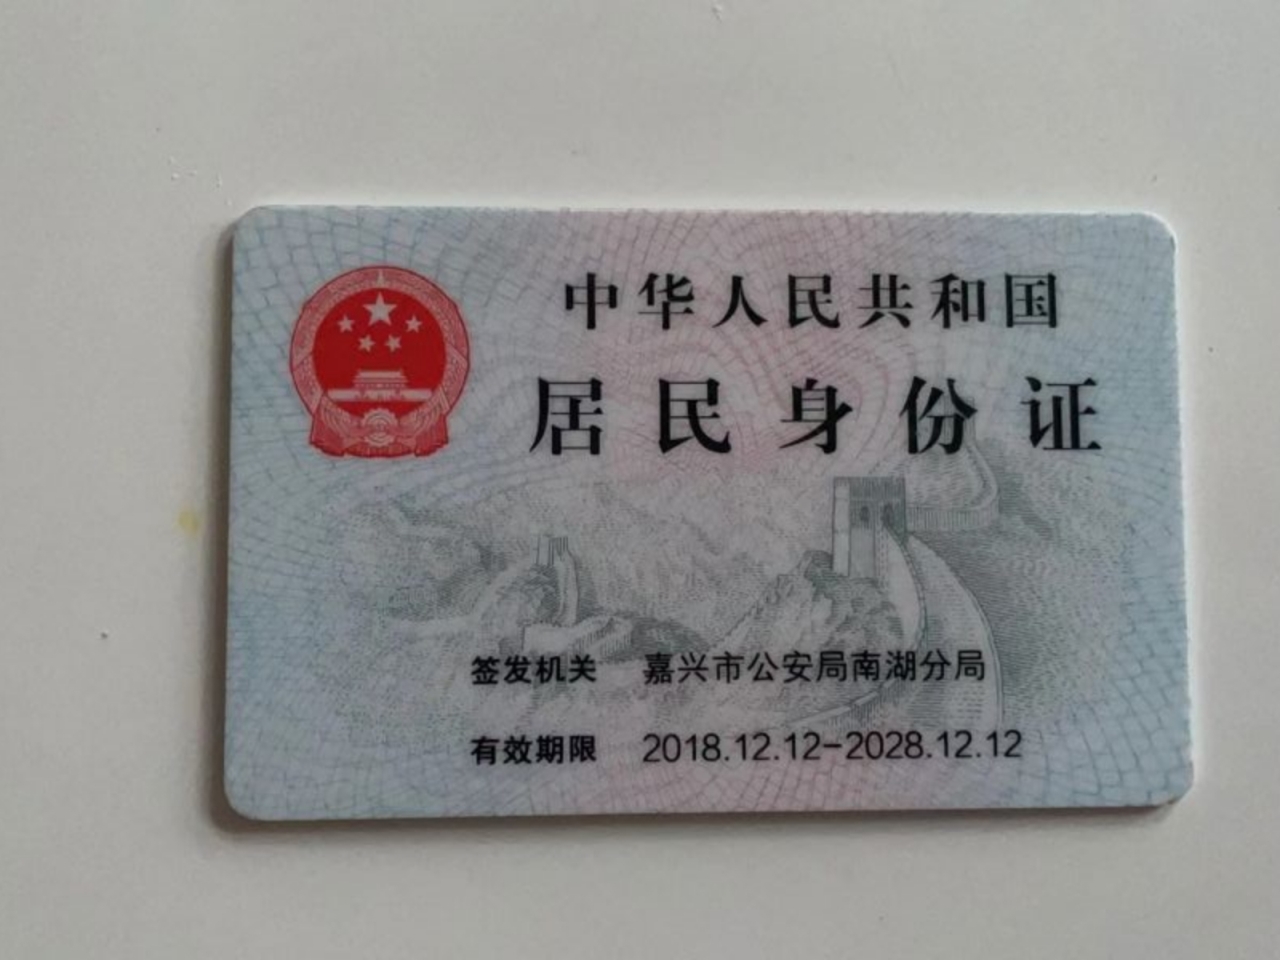 中华人民共和国
居民身份证
签发机关 嘉兴市公安局南湖分局
有效期限 2018.12.12-2028.12.12